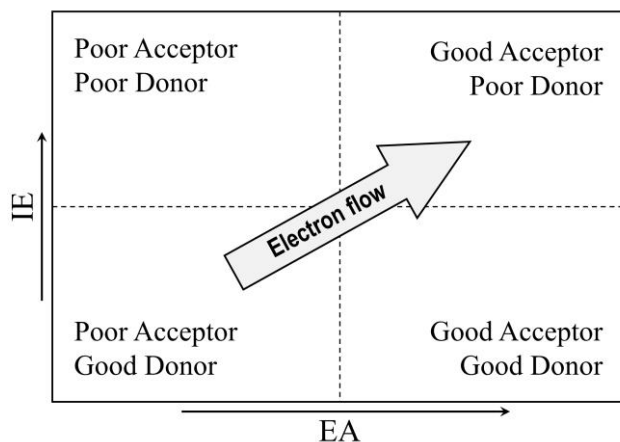 Poor Acceptor
Poor Donor
Good Acceptor
Poor Donor
IE
Electron flow
Poor Acceptor
Good Donor
Good Acceptor
Good Donor
EA